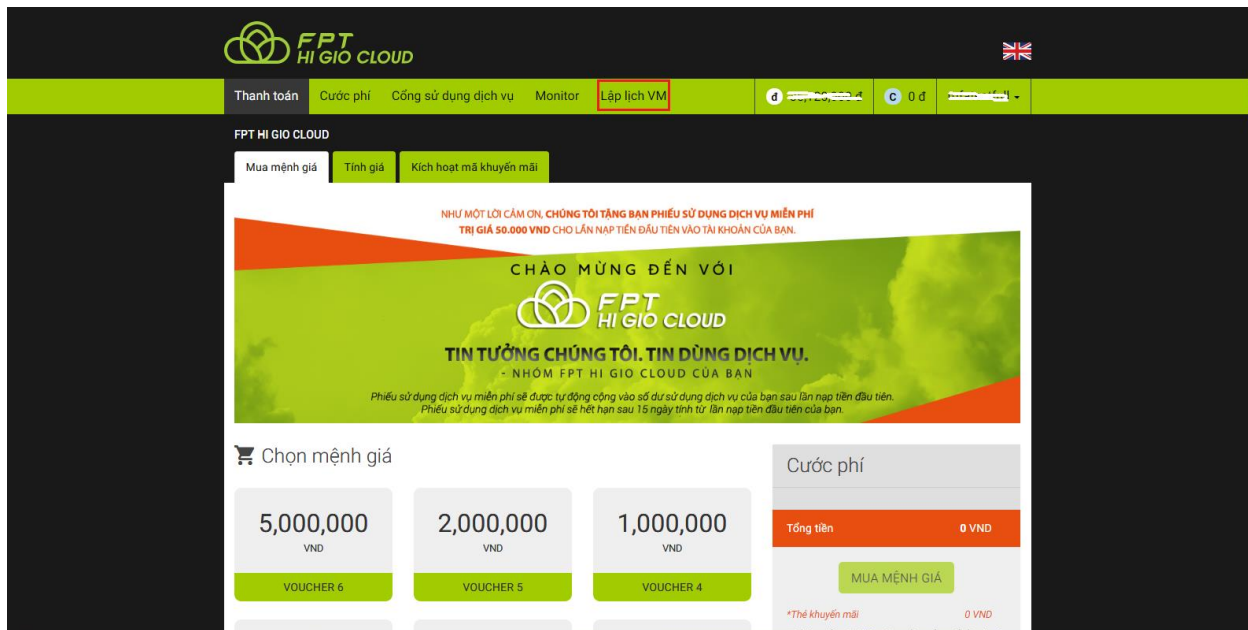 FPT
HI GIO CLOUD
Thanh toán Cước phí Cổng sử dụng dịch vụ Monitor Lập lịch VM đ C 0 đ
FPT HI GIO CLOUD
Mua mệnh giá Tính giá Kích hoạt mã khuyến mãi
NHƯ MỘT LỜI CẢM ƠN, CHÚNG TÔI TẶNG BẠN PHIẾU SỬ DỤNG DỊCH VỤ MIỄN PHÍ
TRỊ GIÁ 50.000 VND CHO LẦN NẠP TIỀN ĐẦU TIÊN VÀO TÀI KHOẢN CỦA BẠN.
CHÀO MỪNG ĐẾN VỚI
FPT
HI GIO CLOUD
TIN TƯỞNG CHÚNG TÔI. TIN DÙNG DỊCH VỤ.
- NHÓM FPT HI GIO CLOUD CỦA BẠN
Phiếu sử dụng dịch vụ miễn phí sẽ được tự động cộng vào số dư sử dụng dịch vụ của bạn sau lần nạp tiền đầu tiên.
Phiếu sử dụng dịch vụ miễn phí sẽ hết hạn sau 15 ngày tính từ lần nạp tiền đầu tiên của bạn.
Chọn mệnh giá
Cước phí
5,000,000 2,000,000 1,000,000
VND VND VND
Tổng tiền 0 VND
VOUCHER 6 VOUCHER 5 VOUCHER 4
MUA MỆNH GIÁ
*Thẻ khuyến mãi 0 VND